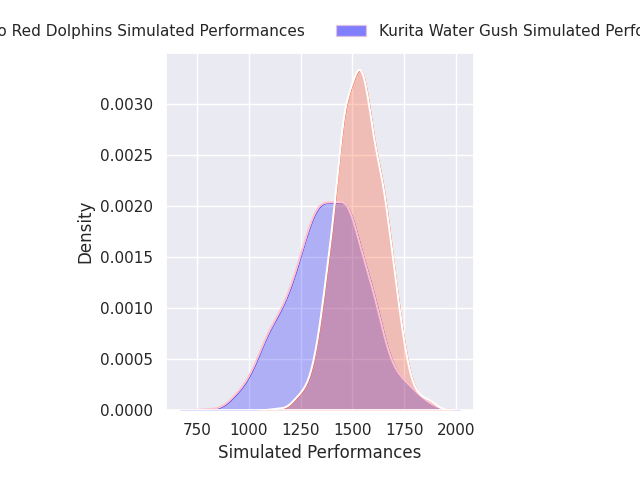 Red Dolphins Simulated Performances Kurita Water Gush Simulated
0.0030
0.0025
0.0020
0.0015
0.0010
0.0005
0.0000
Density
750 1000 1250 1500 1750 2000
Simulated Performances